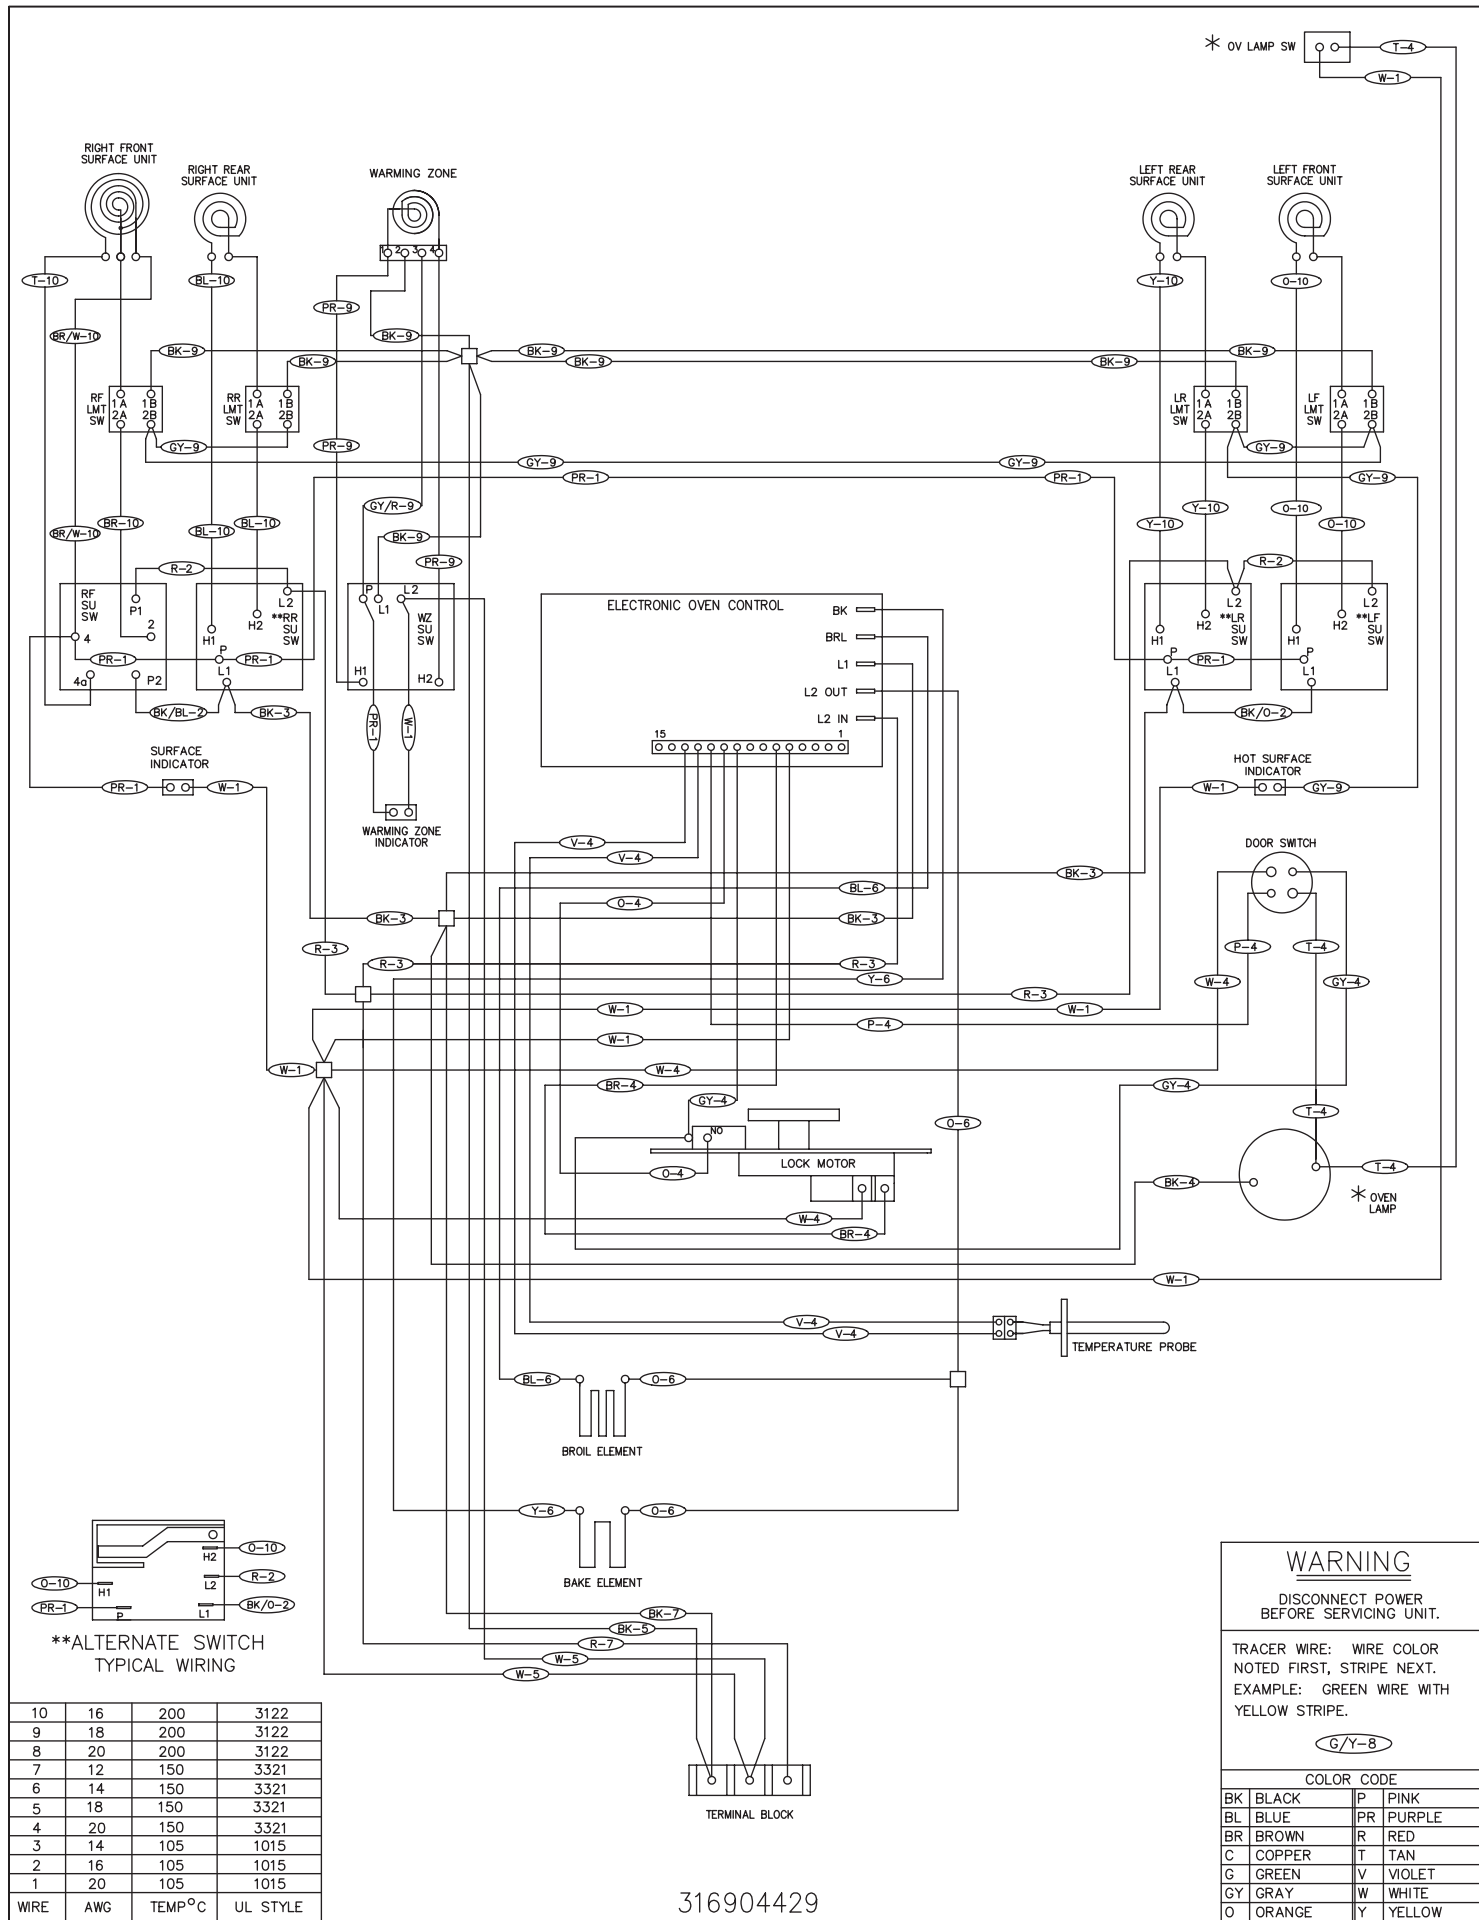 OV LAMP SW
T-4
W-1
RIGHT FRONT
SURFACE UNIT
RIGHT REAR
SURFACE UNIT
WARMING ZONE
LEFT REAR
SURFACE UNIT
LEFT FRONT
SURFACE UNIT
1 2 3 4
T-10
BL-10
Y-10
O-10
PR-9
BR/W-10
BK-9
BK-9
BK-9
BK-9
BK-9
BK-9
BK-9
RF
LMT
SW
1A 1B
2A 2B
RR
LMT
SW
1A 1B
2A 2B
LR
LMT
SW
1A 1B
2A 2B
LF
LMT
SW
1A 1B
2A 2B
GY-9
PR-9
GY-9
GY-9
GY-9
PR-1
PR-1
GY-9
GY/R-9
BR/W-10
BR-10
BL-10
BL-10
BK-9
PR-9
Y-10
Y-10
O-10
O-10
R-2
R-2
RF
SU
SW
P1
2
4
4a
P2
PR-1
L2
**RR
SU
SW
H1
H2
P
L1
PR-1
P
L1
L2
WZ
SU
SW
H1
H2
ELECTRONIC OVEN CONTROL
BK
BRL
L1
L2 OUT
L2 IN
15
1
L2
**LR
SU
SW
H1
H2
P
L1
PR-1
L2
**LF
SU
SW
H1
H2
P
L1
BK/BL-2
BK-3
PR-1
W-1
BK/O-2
SURFACE
INDICATOR
PR-1
W-1
HOT SURFACE
INDICATOR
W-1
GY-9
WARMING ZONE
INDICATOR
V-4
V-4
DOOR SWITCH
BK-3
BL-6
O-4
BK-3
BK-3
R-3
P-4
T-4
R-3
R-3
Y-6
W-4
GY-4
R-3
W-1
W-1
P-4
W-1
W-1
W-4
BR-4
GY-4
GY-4
O-6
T-4
NO
LOCK MOTOR
O-4
T-4
BK-4
OVEN
LAMP
W-4
BR-4
W-1
V-4
V-4
TEMPERATURE PROBE
BL-6
O-6
BROIL ELEMENT
Y-6
O-6
BAKE ELEMENT
H2
O-10
O-10
H1
L2
R-2
PR-1
P
L1
BK/O-2
**ALTERNATE SWITCH
TYPICAL WIRING
BK-7
BK-5
R-7
W-5
W-5
TERMINAL BLOCK
10 16 200 3122
9 18 200 3122
8 20 200 3122
7 12 150 3321
6 14 150 3321
5 18 150 3321
4 20 150 3321
3 14 105 1015
2 16 105 1015
1 20 105 1015
WIRE AWG TEMP°C UL STYLE
316904429
WARNING
DISCONNECT POWER
BEFORE SERVICING UNIT.
TRACER WIRE: WIRE COLOR
NOTED FIRST, STRIPE NEXT.
EXAMPLE: GREEN WIRE WITH
YELLOW STRIPE.
G/Y-8
COLOR CODE
BK BLACK P PINK
BL BLUE PR PURPLE
BR BROWN R RED
C COPPER T TAN
G GREEN V VIOLET
GY GRAY W WHITE
O ORANGE Y YELLOW